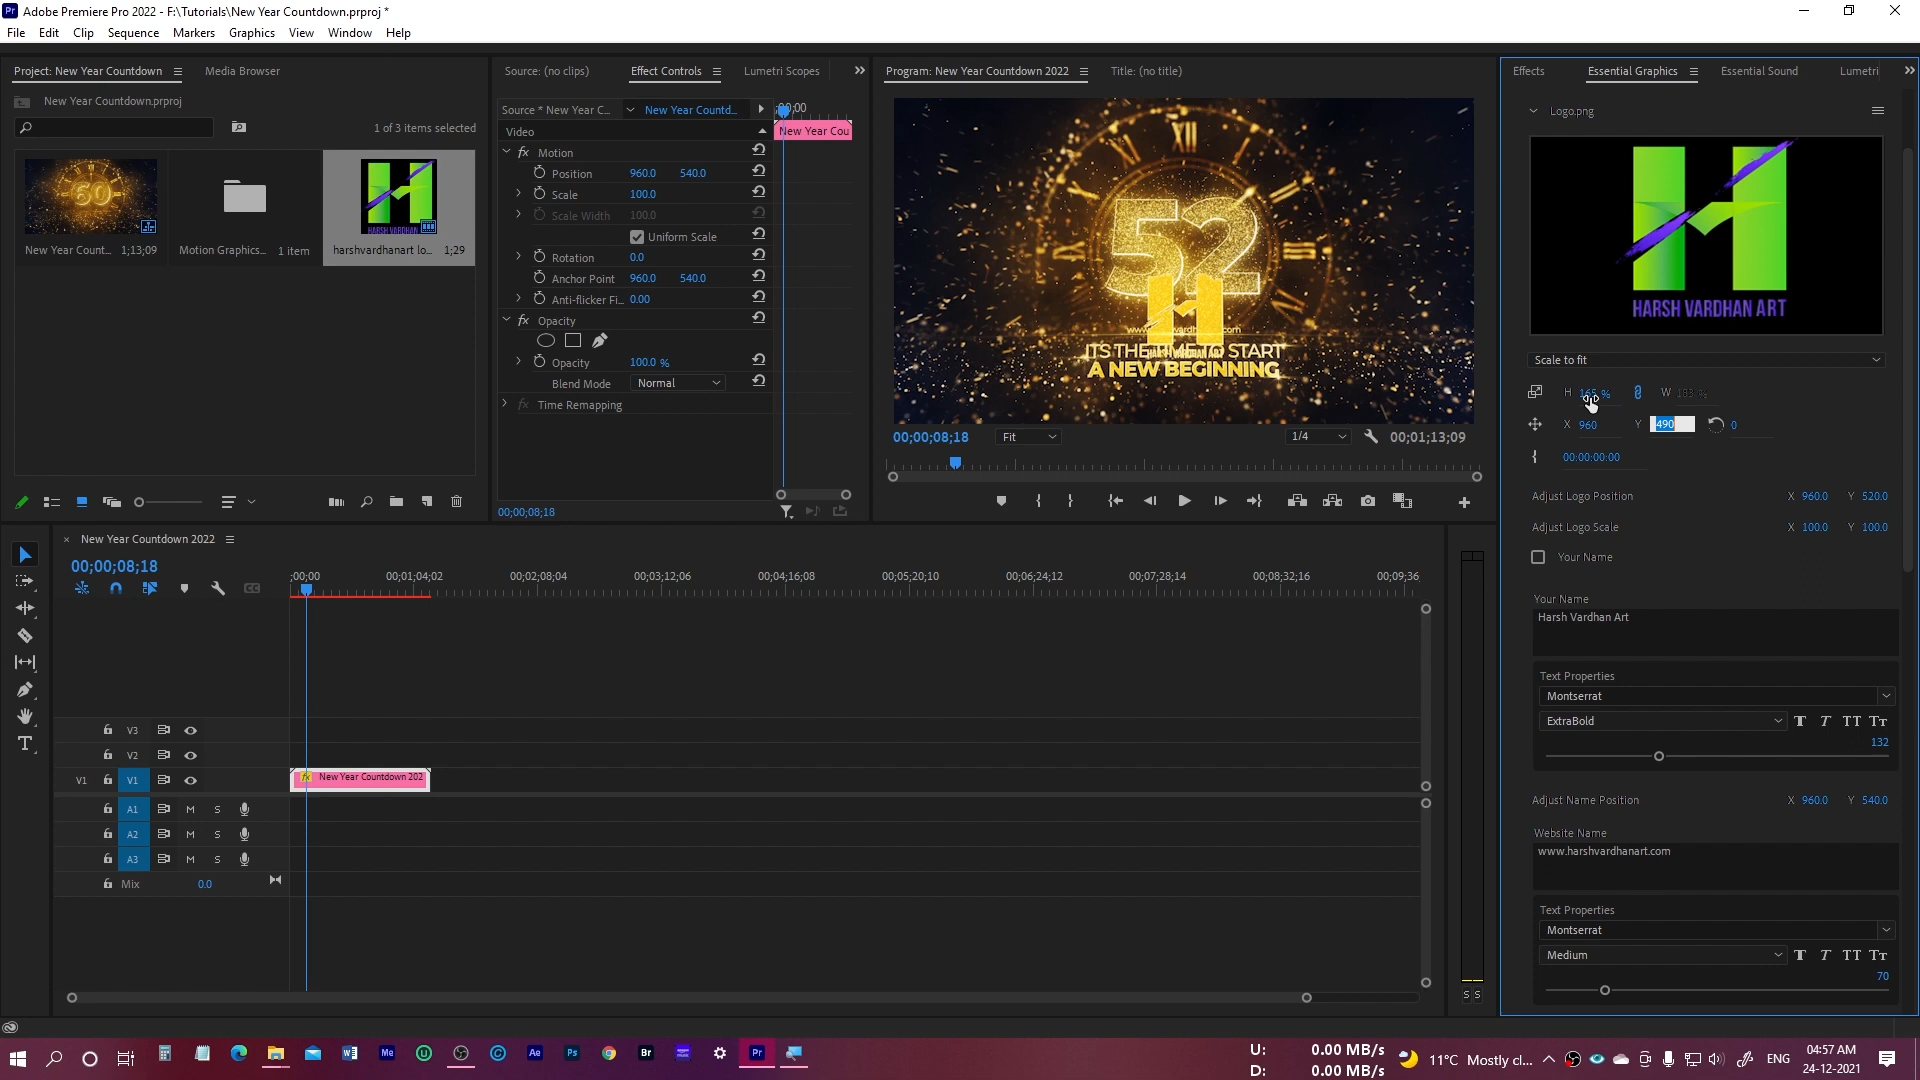 Adobe Premiere Pro 2022 - F:\Tutorials\New Year Countdown.prproj *
File Edit Clip Sequence Markers Graphics View Window Help
Project: New Year Countdown
Media Browser
New Year Countdown.prproj
1 of 3 items selected
New Year Count... 1;13;09
Motion Graphics... 1 item
harshvardhanart lo... 1;29
HARSH VARDHAN
Source: (no clips)
Effect Controls
Lumetri Scopes
Source * New Year C...
New Year Countd...
;00;00
Video
New Year Cou
Motion
Position 960.0 540.0
Scale 100.0
Scale Width 100.0
Uniform Scale
Rotation 0.0
Anchor Point 960.0 540.0
Anti-flicker Fi... 0.00
Opacity
Opacity 100.0 %
Blend Mode Normal
Time Remapping
00;00;08;18
Program: New Year Countdown 2022
Title: (no title)
52
ITS THE TIME TO START
A NEW BEGINNING
00;00;08;18
Fit
1/4
00;01;13;09
Effects
Essential Graphics
Essential Sound
Lumetri
Logo.png
HARSH VARDHAN ART
Scale to fit
H 165 % W
X 960 Y 490 0
00:00:00:00
Adjust Logo Position X 960.0 Y 520.0
Adjust Logo Scale X 100.0 Y 100.0
Your Name
Your Name
Harsh Vardhan Art
Text Properties
Montserrat
ExtraBold
132
Adjust Name Position X 960.0 Y 540.0
Website Name
www.harshvardhanart.com
Text Properties
Montserrat
Medium
70
× New Year Countdown 2022
00;00;08;18
;00;00 00;01;04;02 00;02;08;04 00;03;12;06 00;04;16;08 00;05;20;10 00;06;24;12 00;07;28;14 00;08;32;16 00;09;36
V3
V2
V1 V1
fx New Year Countdown 202
A1 M S
A2 M S
A3 M S
Mix 0.0
S S
U: 0.00 MB/s
D: 0.00 MB/s
11°C Mostly cl...
ENG
04:57 AM
24-12-2021